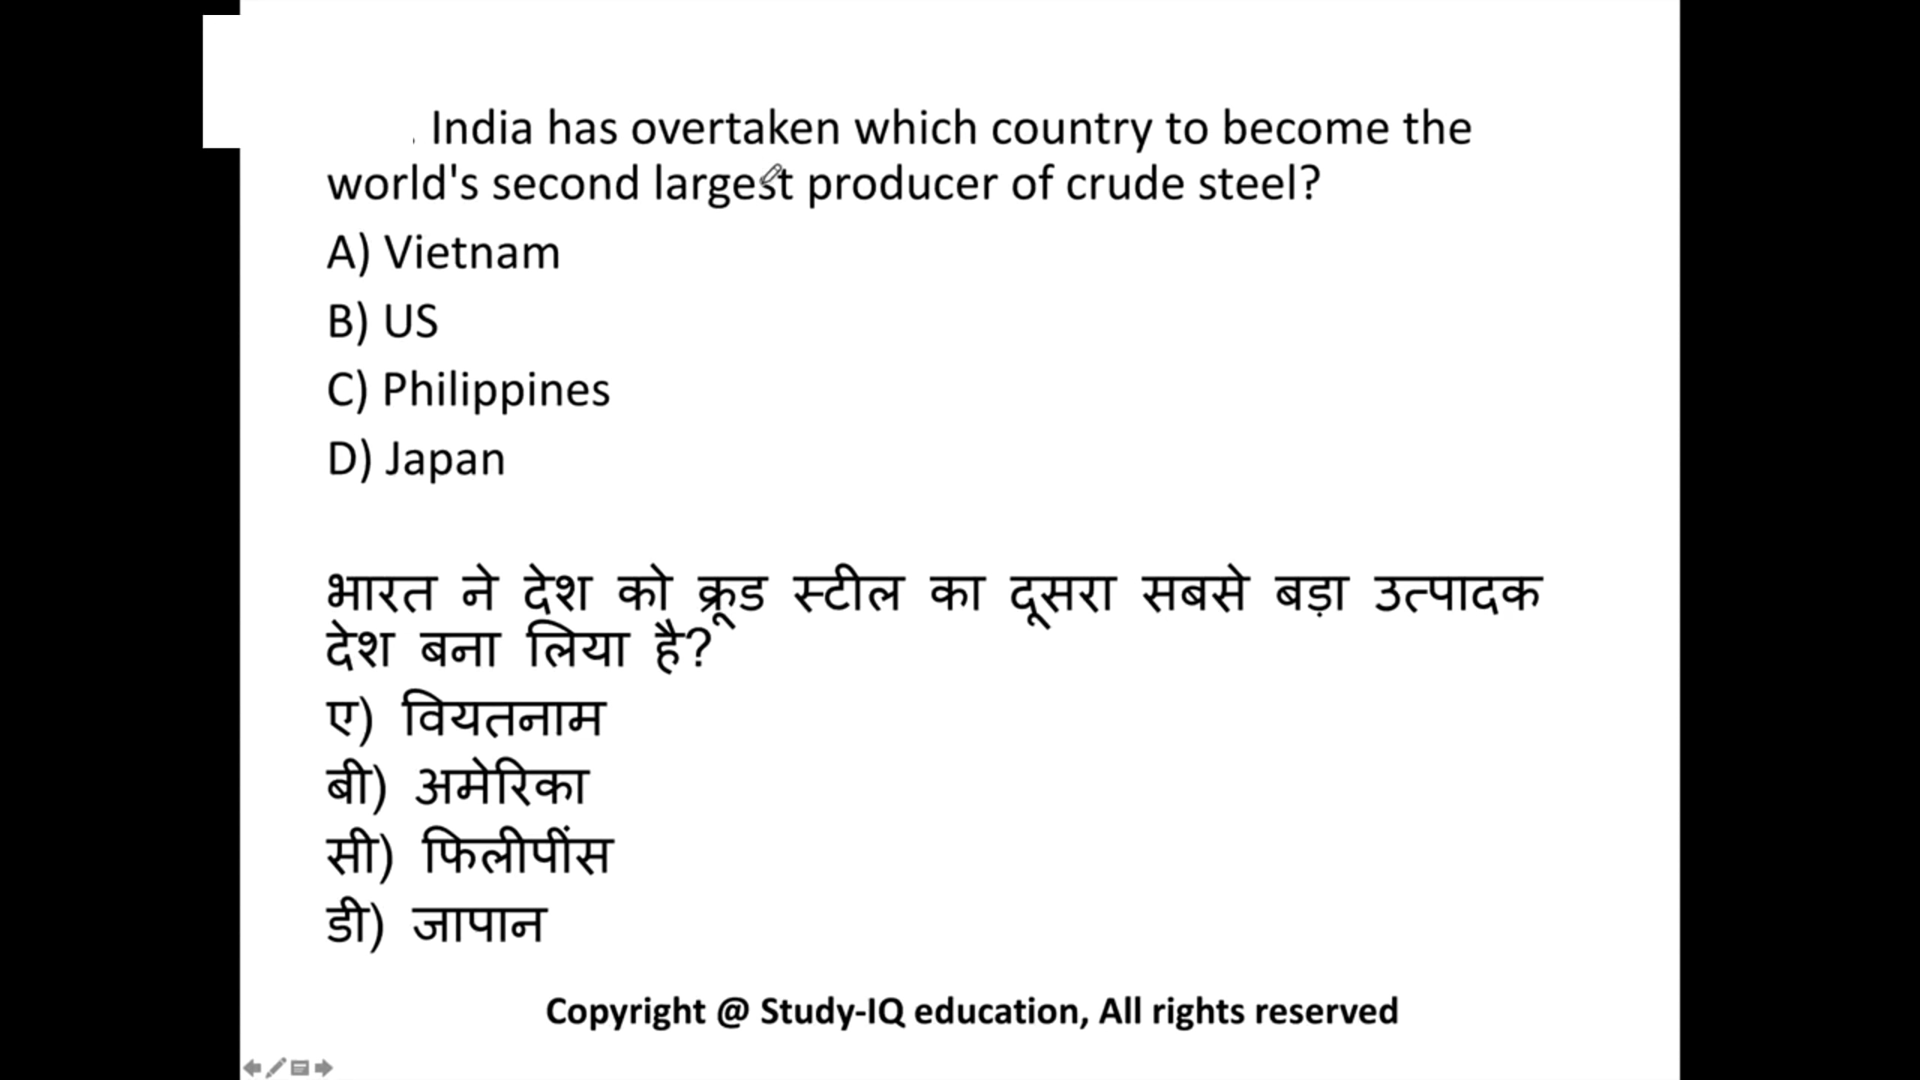 . India has overtaken which country to become the
world's second largest producer of crude steel?
A) Vietnam
B) US
C) Philippines
D) Japan
भारत ने देश को क्रूड स्टील का दूसरा सबसे बड़ा उत्पादक
देश बना लिया है?
ए) वियतनाम
बी) अमेरिका
सी) फिलीपींस
डी) जापान
Copyright @ Study-IQ education, All rights reserved